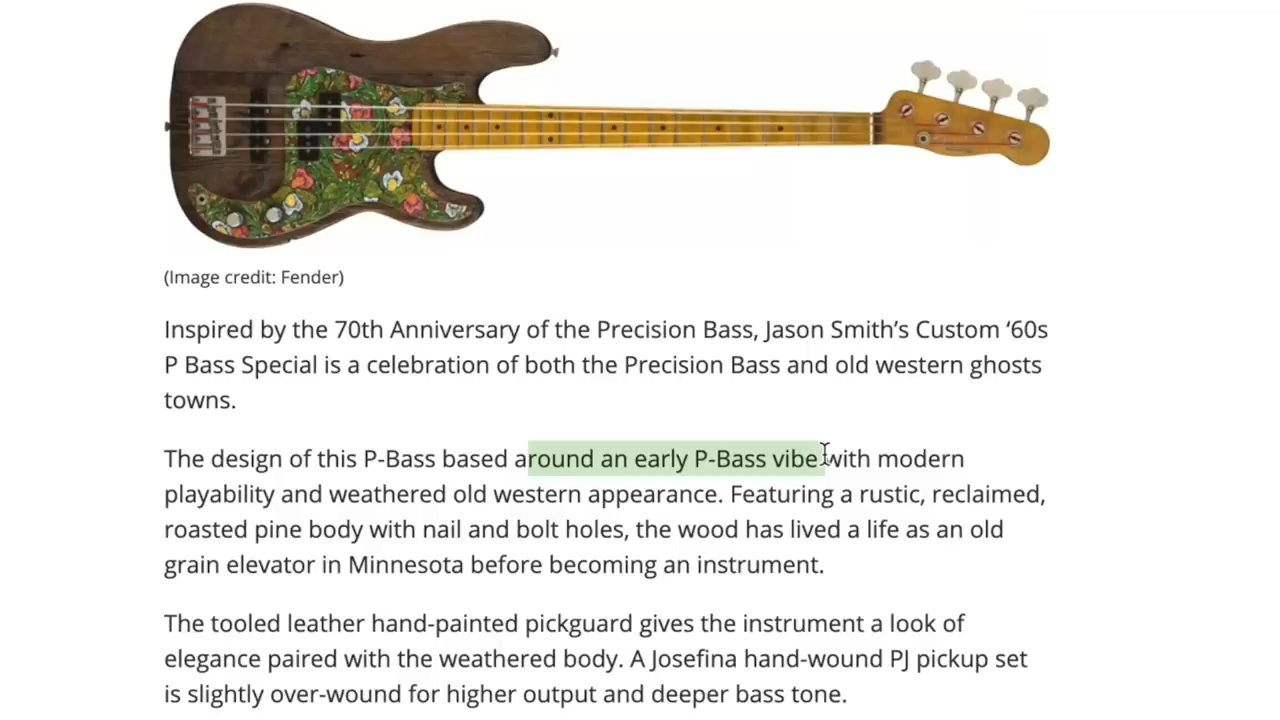 (Image credit: Fender)
Inspired by the 70th Anniversary of the Precision Bass, Jason Smith’s Custom ‘60s
P Bass Special is a celebration of both the Precision Bass and old western ghosts
towns.
The design of this P-Bass based around an early P-Bass vibe with modern
playability and weathered old western appearance. Featuring a rustic, reclaimed,
roasted pine body with nail and bolt holes, the wood has lived a life as an old
grain elevator in Minnesota before becoming an instrument.
The tooled leather hand-painted pickguard gives the instrument a look of
elegance paired with the weathered body. A Josefina hand-wound PJ pickup set
is slightly over-wound for higher output and deeper bass tone.